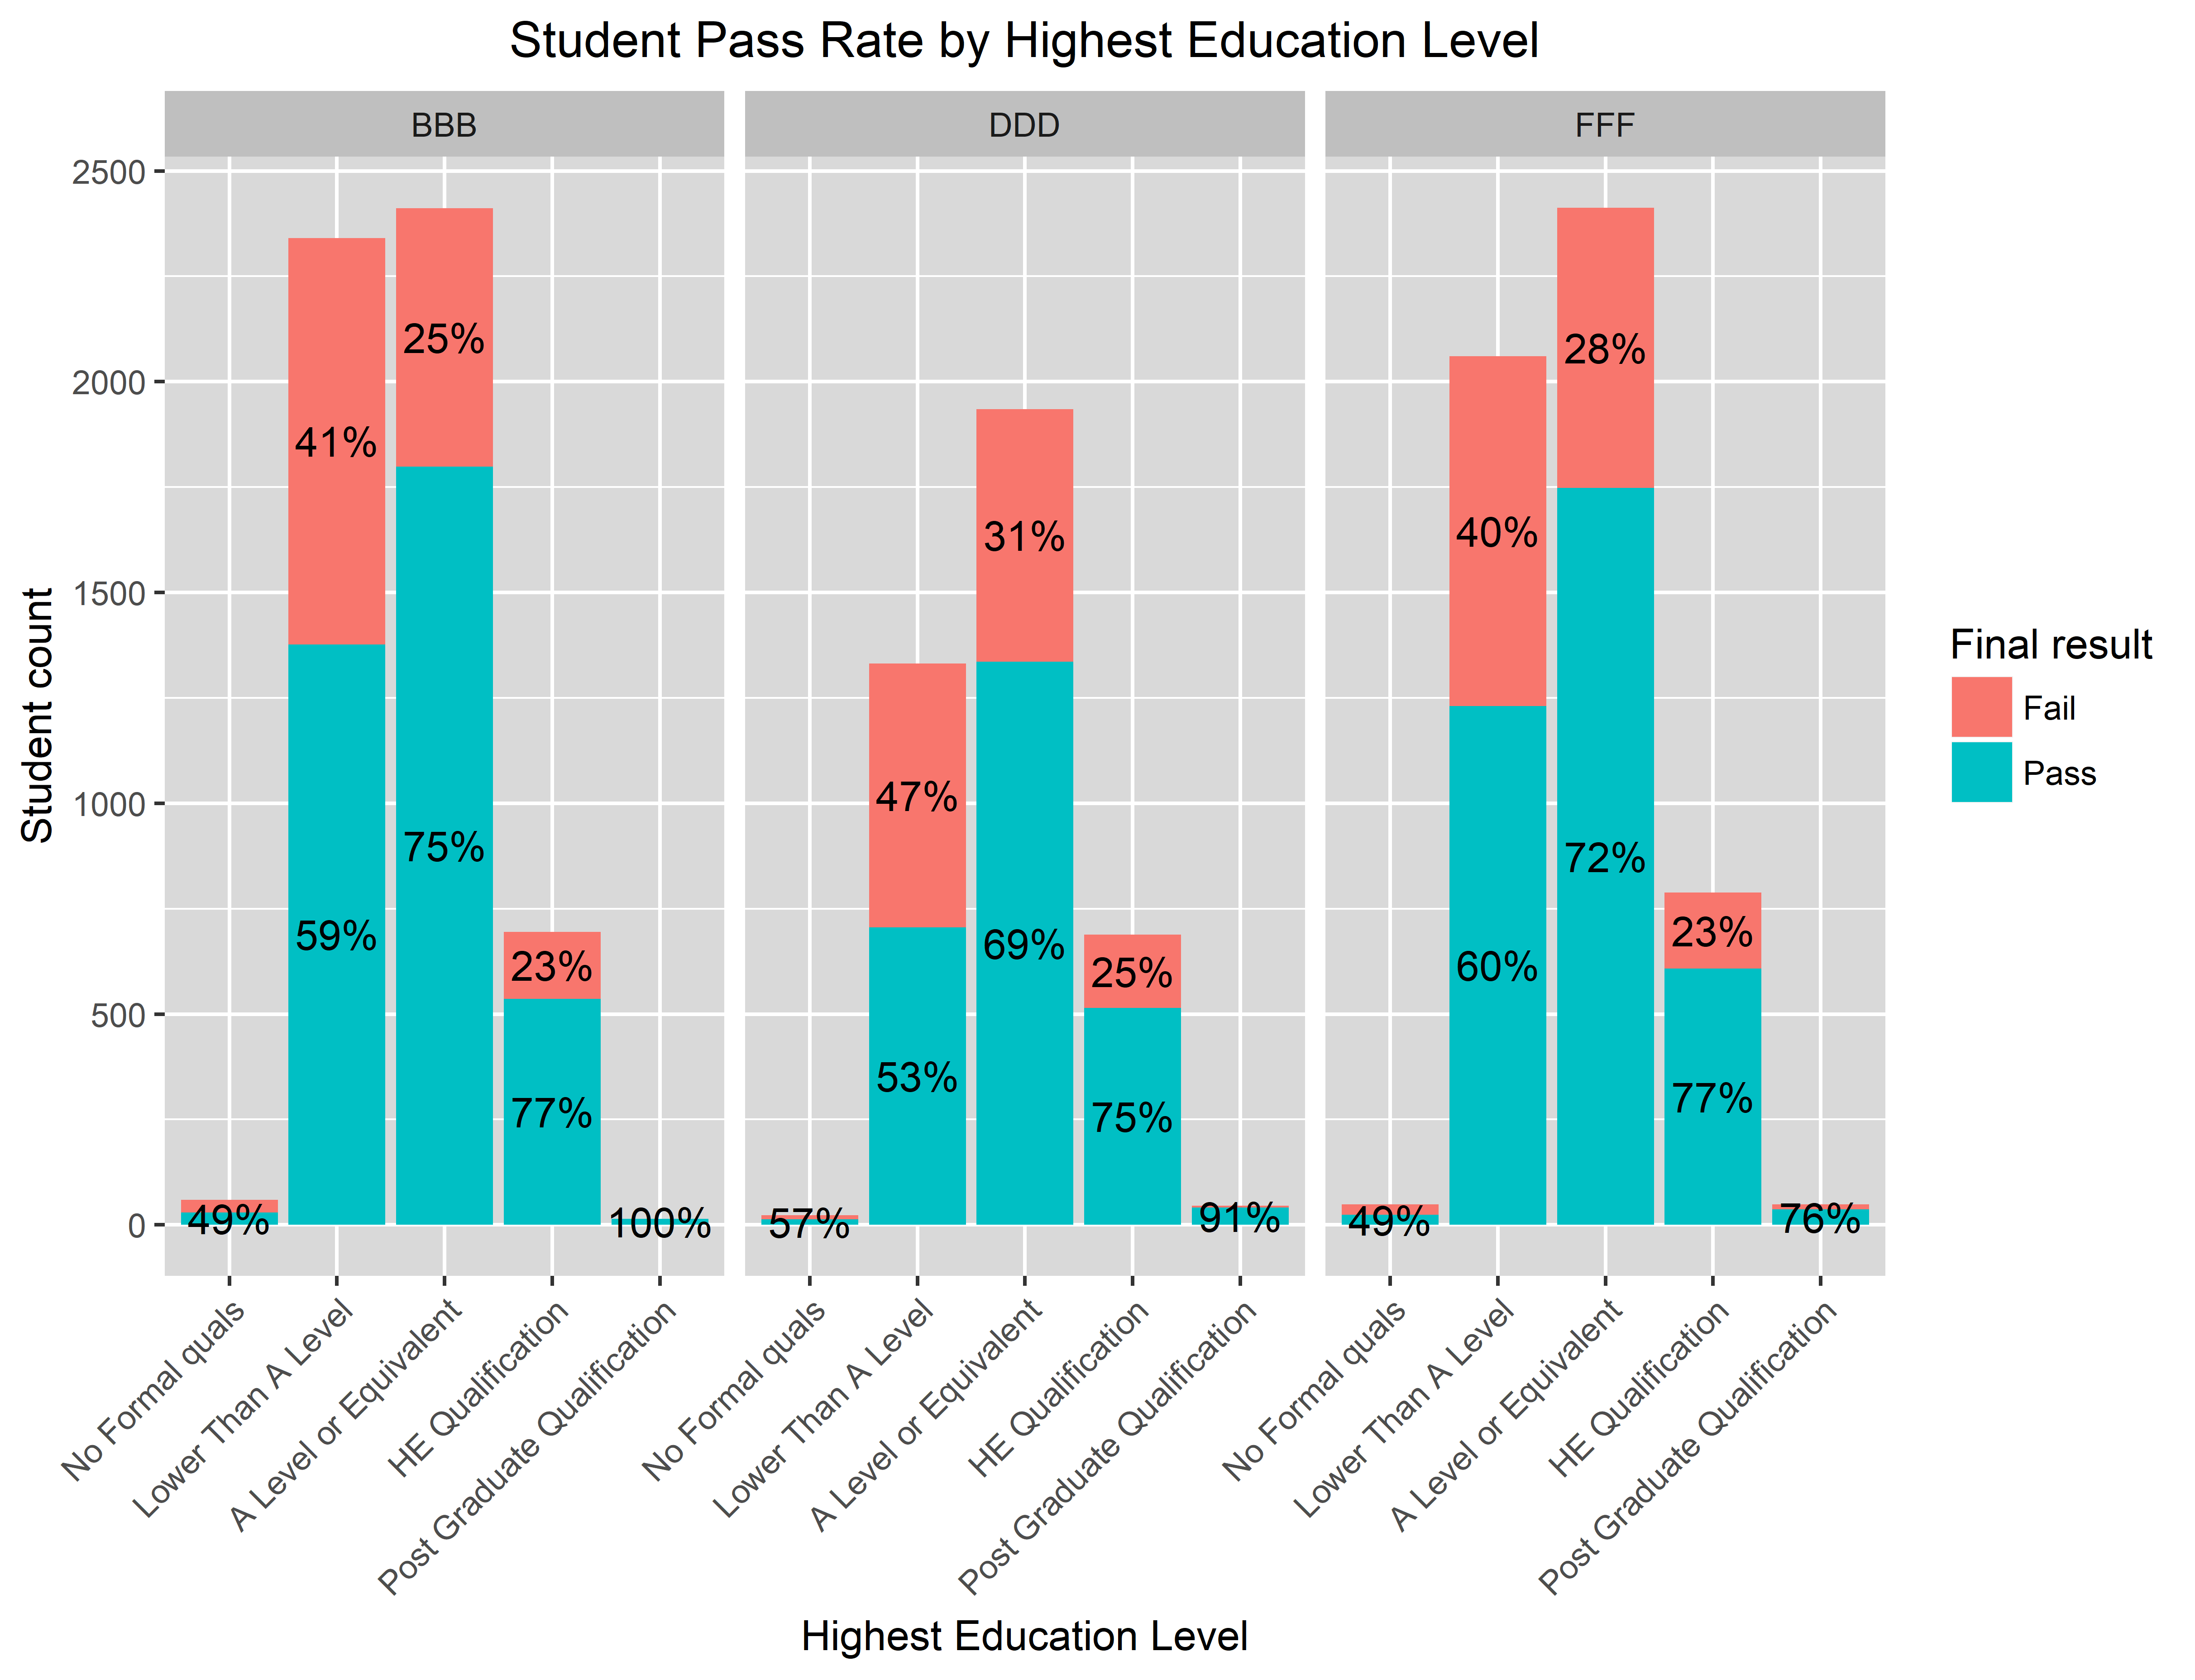 Student Pass Rate by Highest Education Level
BBB
DDD
FFF
Student count
2500
2000
1500
1000
500
0
49%
41%
59%
25%
75%
23%
77%
100%
57%
47%
53%
31%
69%
25%
75%
91%
49%
40%
60%
28%
72%
23%
77%
76%
No Formal quals
Lower Than A Level
A Level or Equivalent
HE Qualification
Post Graduate Qualification
No Formal quals
Lower Than A Level
A Level or Equivalent
HE Qualification
Post Graduate Qualification
No Formal quals
Lower Than A Level
A Level or Equivalent
HE Qualification
Post Graduate Qualification
Highest Education Level
Final result
Fail
Pass